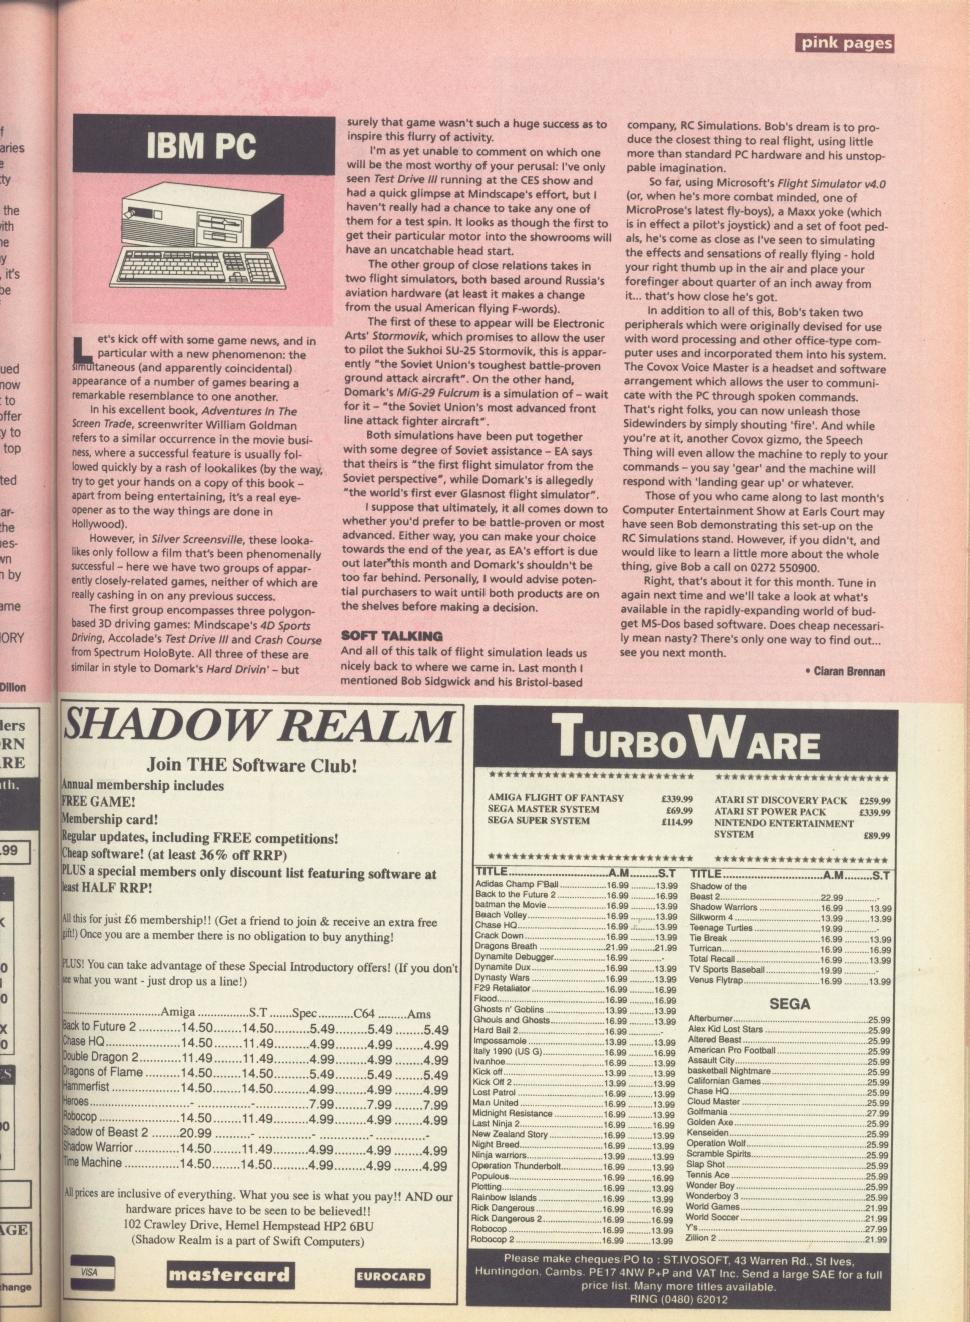 pink pages
IBM PC
Let's kick off with some game news, and in
particular with a new phenomenon: the
simultaneous (and apparently coincidental)
appearance of a number of games bearing a
remarkable resemblance to one another.
In his excellent book, Adventures In The
Screen Trade, screenwriter William Goldman
refers to a similar occurrence in the movie busi-
ness, where a successful feature is usually fol-
lowed quickly by a rash of lookalikes (by the way,
try to get your hands on a copy of this book –
apart from being entertaining, it's a real eye-
opener as to the way things are done in
Hollywood).
However, in Silver Screensville, these looka-
likes only follow a film that's been phenomenally
successful – here we have two groups of appar-
ently closely-related games, neither of which are
really cashing in on any previous success.
The first group encompasses three polygon-
based 3D driving games: Mindscape's 4D Sports
Driving, Accolade's Test Drive III and Crash Course
from Spectrum HoloByte. All three of these are
similar in style to Domark's Hard Drivin' – but
surely that game wasn't such a huge success as to
inspire this flurry of activity.
I'm as yet unable to comment on which one
will be the most worthy of your perusal: I've only
seen Test Drive III running at the CES show and
had a quick glimpse at Mindscape's effort, but I
haven't really had a chance to take any one of
them for a test spin. It looks as though the first to
get their particular motor into the showrooms will
have an uncatchable head start.
The other group of close relations takes in
two flight simulators, both based around Russia's
aviation hardware (at least it makes a change
from the usual American flying F-words).
The first of these to appear will be Electronic
Arts' Stormovik, which promises to allow the user
to pilot the Sukhoi SU-25 Stormovik, this is appar-
ently "the Soviet Union's toughest battle-proven
ground attack aircraft". On the other hand,
Domark's MiG-29 Fulcrum is a simulation of – wait
for it – "the Soviet Union's most advanced front
line attack fighter aircraft".
Both simulations have been put together
with some degree of Soviet assistance – EA says
that theirs is "the first flight simulator from the
Soviet perspective", while Domark's is allegedly
"the world's first ever Glasnost flight simulator".
I suppose that ultimately, it all comes down to
whether you'd prefer to be battle-proven or most
advanced. Either way, you can make your choice
towards the end of the year, as EA's effort is due
out later this month and Domark's shouldn't be
too far behind. Personally, I would advise poten-
tial purchasers to wait until both products are on
the shelves before making a decision.
SOFT TALKING
And all of this talk of flight simulation leads us
nicely back to where we came in. Last month I
mentioned Bob Sidgwick and his Bristol-based
company, RC Simulations. Bob's dream is to pro-
duce the closest thing to real flight, using little
more than standard PC hardware and his unstop-
pable imagination.
So far, using Microsoft's Flight Simulator v4.0
(or, when he's more combat minded, one of
MicroProse's latest fly-boys), a Maxx yoke (which
is in effect a pilot's joystick) and a set of foot ped-
als, he's come as close as I've seen to simulating
the effects and sensations of really flying - hold
your right thumb up in the air and place your
forefinger about quarter of an inch away from
it... that's how close he's got.
In addition to all of this, Bob's taken two
peripherals which were originally devised for use
with word processing and other office-type com-
puter uses and incorporated them into his system.
The Covox Voice Master is a headset and software
arrangement which allows the user to communi-
cate with the PC through spoken commands.
That's right folks, you can now unleash those
Sidewinders by simply shouting 'fire'. And while
you're at it, another Covox gizmo, the Speech
Thing will even allow the machine to reply to your
commands – you say 'gear' and the machine will
respond with 'landing gear up' or whatever.
Those of you who came along to last month's
Computer Entertainment Show at Earls Court may
have seen Bob demonstrating this set-up on the
RC Simulations stand. However, if you didn't, and
would like to learn a little more about the whole
thing, give Bob a call on 0272 550900.
Right, that's about it for this month. Tune in
again next time and we'll take a look at what's
available in the rapidly-expanding world of bud-
get MS-Dos based software. Does cheap necessari-
ly mean nasty? There's only one way to find out...
see you next month.
• Ciaran Brennan
SHADOW REALM
Join THE Software Club!
Annual membership includes
FREE GAME!
Membership card!
Regular updates, including FREE competitions!
Cheap software! (at least 36% off RRP)
PLUS a special members only discount list featuring software at
least HALF RRP!
All this for just £6 membership!! (Get a friend to join & receive an extra free
gift!) Once you are a member there is no obligation to buy anything!
PLUS! You can take advantage of these Special Introductory offers! (If you don't
see what you want - just drop us a line!)
Amiga S.T Spec C64 Ams
Back to Future 2 14.50 14.50 5.49 5.49 5.49
Chase HQ 14.50 11.49 4.99 4.99 4.99
Double Dragon 2 11.49 11.49 4.99 4.99 4.99
Dragons of Flame 14.50 14.50 5.49 5.49 5.49
Hammerfist 14.50 14.50 4.99 4.99 4.99
Heroes - - 7.99 7.99 7.99
Robocop 14.50 11.49 4.99 4.99 4.99
Shadow of Beast 2 20.99 - - - -
Shadow Warrior 14.50 11.49 4.99 4.99 4.99
Time Machine 14.50 14.50 4.99 4.99 4.99
All prices are inclusive of everything. What you see is what you pay!! AND our
hardware prices have to be seen to be believed!!
102 Crawley Drive, Hemel Hempstead HP2 6BU
(Shadow Realm is a part of Swift Computers)
VISA
mastercard
EUROCARD
TURBOWARE
AMIGA FLIGHT OF FANTASY £339.99
SEGA MASTER SYSTEM £69.99
SEGA SUPER SYSTEM £114.99
ATARI ST DISCOVERY PACK £259.99
ATARI ST POWER PACK £339.99
NINTENDO ENTERTAINMENT
SYSTEM £89.99
TITLE A.M S.T
Adidas Champ F'Ball 16.99 13.99
Back to the Future 2 16.99 16.99
batman the Movie 16.99 13.99
Beach Volley 16.99 13.99
Chase HQ 16.99 13.99
Crack Down 16.99 13.99
Dragons Breath 21.99 21.99
Dynamite Debugger 16.99 -
Dynamite Dux 16.99 13.99
Dynasty Wars 16.99 13.99
F29 Retaliator 16.99 16.99
Flood 16.99 16.99
Ghosts n' Goblins 13.99 13.99
Ghouls and Ghosts 16.99 13.99
Hard Ball 2 16.99 -
Impossamole 13.99 13.99
Italy 1990 (US G) 16.99 16.99
Ivanhoe 16.99 13.99
Kick off 13.99 13.99
Kick Off 2 13.99 13.99
Lost Patrol 16.99 13.99
Man United 16.99 13.99
Midnight Resistance 16.99 13.99
Last Ninja 2 16.99 16.99
New Zealand Story 16.99 13.99
Night Breed 16.99 13.99
Ninja warriors 13.99 13.99
Operation Thunderbolt 16.99 13.99
Populous 16.99 16.99
Plotting 16.99 13.99
Rainbow Islands 16.99 13.99
Rick Dangerous 16.99 16.99
Rick Dangerous 2 16.99 16.99
Robocop 16.99 13.99
Robocop 2 16.99 13.99
TITLE A.M S.T
Shadow of the
Beast 2 22.99 -
Shadow Warriors 16.99 13.99
Silkworm 4 13.99 13.99
Teenage Turtles 19.99 -
Tie Break 16.99 13.99
Turrican 16.99 16.99
Total Recall 16.99 13.99
TV Sports Baseball 19.99 -
Venus Flytrap 16.99 13.99
SEGA
Afterburner 25.99
Alex Kid Lost Stars 25.99
Altered Beast 25.99
American Pro Football 25.99
Assault City 25.99
basketball Nightmare 25.99
Californian Games 25.99
Chase HQ 25.99
Cloud Master 25.99
Golfmania 27.99
Golden Axe 25.99
Kenseiden 25.99
Operation Wolf 25.99
Scramble Spirits 25.99
Slap Shot 25.99
Tennis Ace 25.99
Wonder Boy 25.99
Wonderboy 3 25.99
World Games 21.99
World Soccer 21.99
Y's 27.99
Zillion 2 21.99
Please make cheques/PO to : ST.IVOSOFT, 43 Warren Rd., St Ives,
Huntingdon. Cambs. PE17 4NW P+P and VAT Inc. Send a large SAE for a full
price list. Many more titles available.
RING (0480) 62012